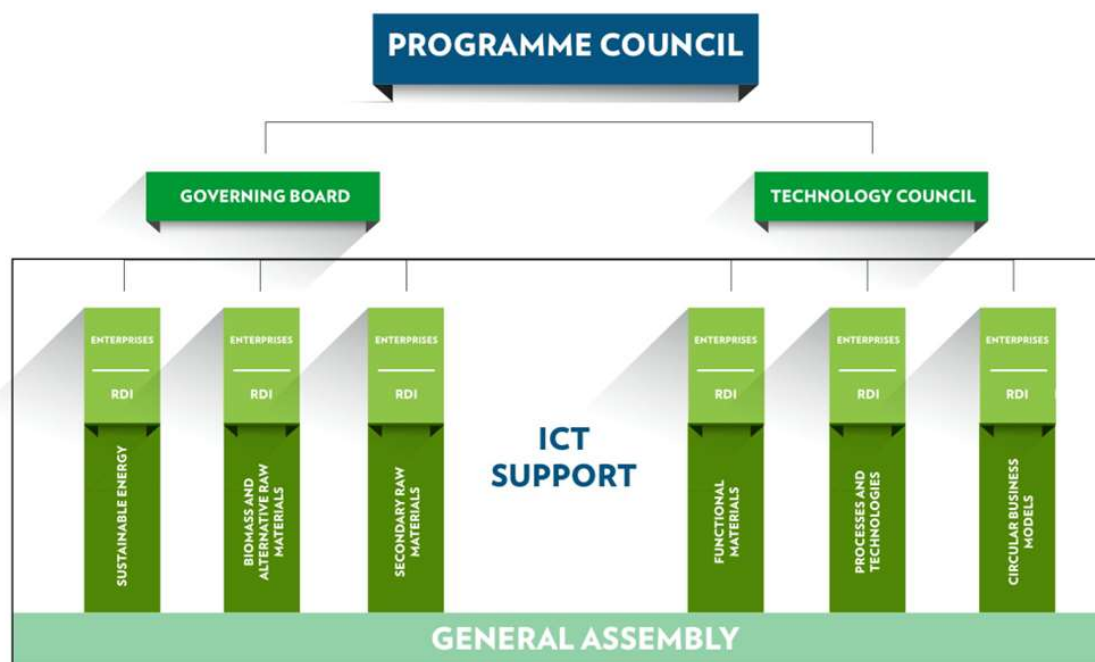 PROGRAMME COUNCIL
GOVERNING BOARD
TECHNOLOGY COUNCIL
ENTERPRISES
RDI
SUSTAINABLE ENERGY
ENTERPRISES
RDI
BIOMASS AND
ALTERNATIVE RAW
MATERIALS
ENTERPRISES
RDI
SECONDARY RAW
MATERIALS
ICT
SUPPORT
ENTERPRISES
RDI
FUNCTIONAL
MATERIALS
ENTERPRISES
RDI
PROCESSES AND
TECHNOLOGIES
ENTERPRISES
RDI
CIRCULAR BUSINESS
MODELS
GENERAL ASSEMBLY